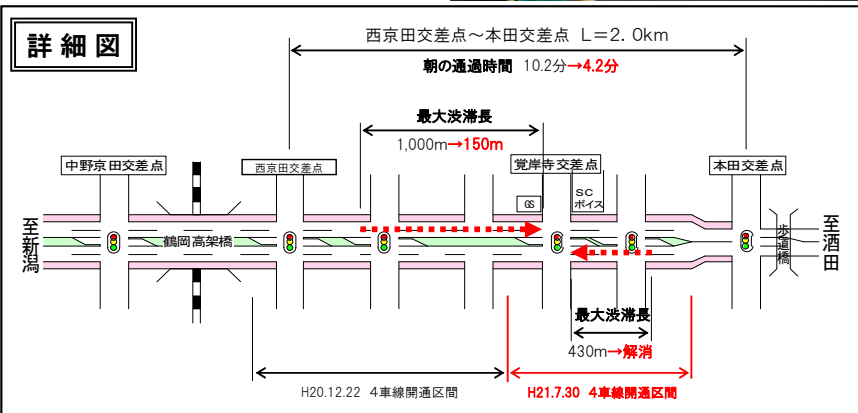 詳細図
西京田交差点～本田交差点 L=2.0km
朝の通過時間 10.2分→4.2分
最大渋滞長
1,000m→150m
中野京田交差点
西京田交差点
覚岸寺交差点
本田交差点
GS
SC
ボイス
至新潟
鶴岡高架橋
歩道橋
至酒田
最大渋滞長
430m→解消
H20.12.22 4車線開通区間
H21.7.30 4車線開通区間